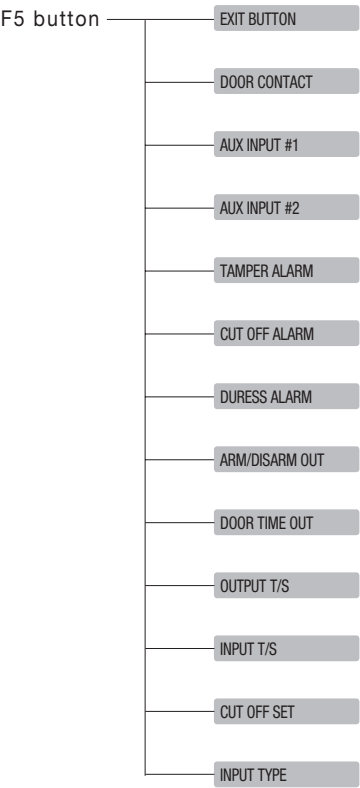 F5 button
EXIT BUTTON
DOOR CONTACT
AUX INPUT #1
AUX INPUT #2
TAMPER ALARM
CUT OFF ALARM
DURESS ALARM
ARM/DISARM OUT
DOOR TIME OUT
OUTPUT T/S
INPUT T/S
CUT OFF SET
INPUT TYPE